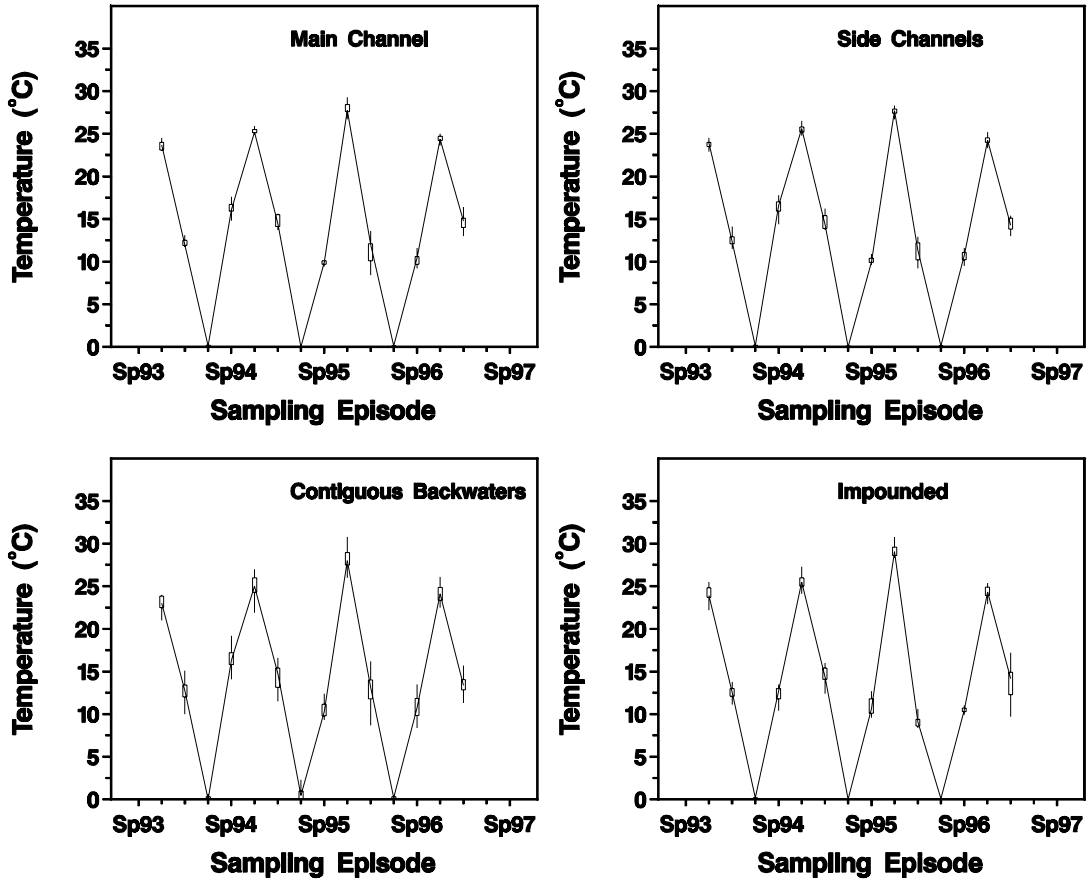 Main Channel
Temperature (°C)
35
30
25
20
15
10
5
0
Sp93 Sp94 Sp95 Sp96 Sp97
Sampling Episode
Side Channels
Temperature (°C)
35
30
25
20
15
10
5
0
Sp93 Sp94 Sp95 Sp96 Sp97
Sampling Episode
Contiguous Backwaters
Temperature (°C)
35
30
25
20
15
10
5
0
Sp93 Sp94 Sp95 Sp96 Sp97
Sampling Episode
Impounded
Temperature (°C)
35
30
25
20
15
10
5
0
Sp93 Sp94 Sp95 Sp96 Sp97
Sampling Episode